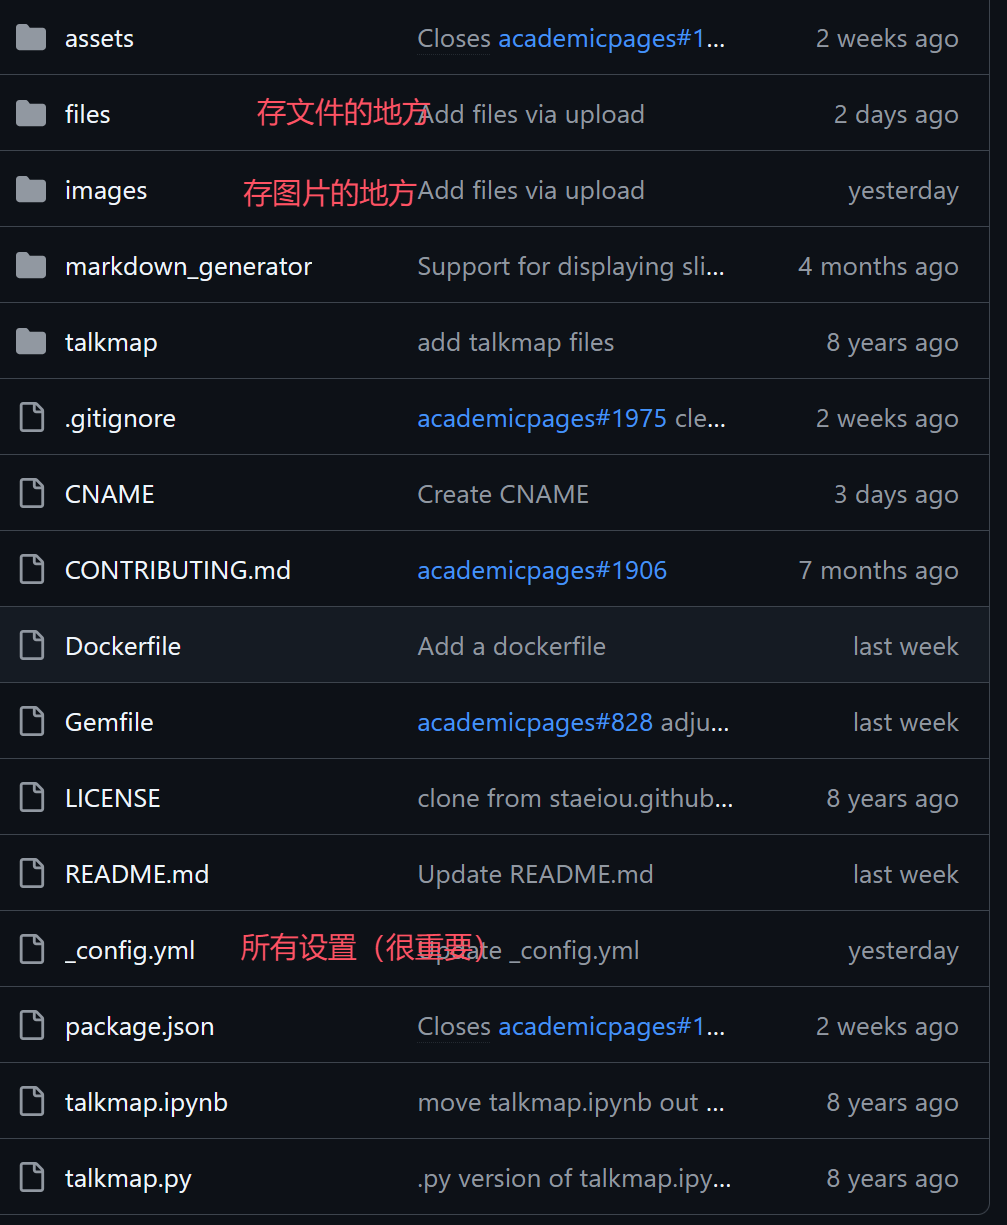 assets Closes academicpages#1... 2 weeks ago
files 存文件的地方 Add files via upload 2 days ago
images 存图片的地方 Add files via upload yesterday
markdown_generator Support for displaying sli... 4 months ago
talkmap add talkmap files 8 years ago
.gitignore academicpages#1975 cle... 2 weeks ago
CNAME Create CNAME 3 days ago
CONTRIBUTING.md academicpages#1906 7 months ago
Dockerfile Add a dockerfile last week
Gemfile academicpages#828 adju... last week
LICENSE clone from staeiou.github... 8 years ago
README.md Update README.md last week
_config.yml 所有设置（很重要） Update _config.yml yesterday
package.json Closes academicpages#1... 2 weeks ago
talkmap.ipynb move talkmap.ipynb out ... 8 years ago
talkmap.py .py version of talkmap.ipy... 8 years ago